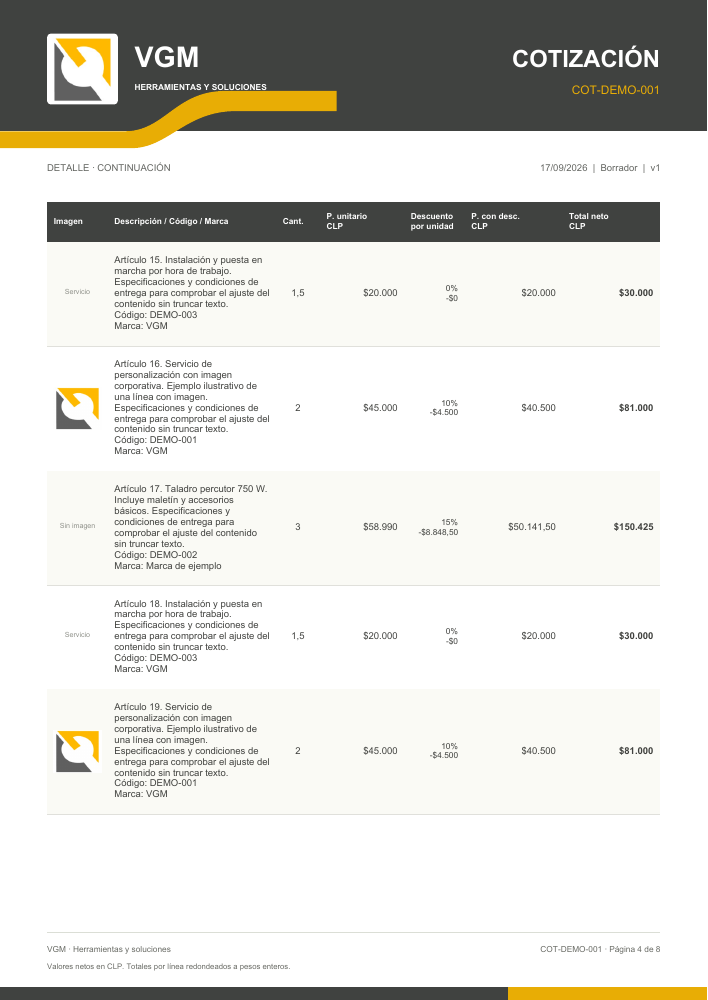 VGM
HERRAMIENTAS Y SOLUCIONES
COTIZACIÓN
COT-DEMO-001
DETALLE · CONTINUACIÓN
17/09/2026 | Borrador | v1
Imagen
Descripción / Código / Marca
Cant.
P. unitario
CLP
Descuento
por unidad
P. con desc.
CLP
Total neto
CLP
Servicio
Artículo 15. Instalación y puesta en
marcha por hora de trabajo.
Especificaciones y condiciones de
entrega para comprobar el ajuste del
contenido sin truncar texto.
Código: DEMO-003
Marca: VGM
1,5
$20.000
0%
-$0
$20.000
$30.000
Artículo 16. Servicio de
personalización con imagen
corporativa. Ejemplo ilustrativo de
una línea con imagen.
Especificaciones y condiciones de
entrega para comprobar el ajuste del
contenido sin truncar texto.
Código: DEMO-001
Marca: VGM
2
$45.000
10%
-$4.500
$40.500
$81.000
Sin imagen
Artículo 17. Taladro percutor 750 W.
Incluye maletín y accesorios
básicos. Especificaciones y
condiciones de entrega para
comprobar el ajuste del contenido
sin truncar texto.
Código: DEMO-002
Marca: Marca de ejemplo
3
$58.990
15%
-$8.848,50
$50.141,50
$150.425
Servicio
Artículo 18. Instalación y puesta en
marcha por hora de trabajo.
Especificaciones y condiciones de
entrega para comprobar el ajuste del
contenido sin truncar texto.
Código: DEMO-003
Marca: VGM
1,5
$20.000
0%
-$0
$20.000
$30.000
Artículo 19. Servicio de
personalización con imagen
corporativa. Ejemplo ilustrativo de
una línea con imagen.
Especificaciones y condiciones de
entrega para comprobar el ajuste del
contenido sin truncar texto.
Código: DEMO-001
Marca: VGM
2
$45.000
10%
-$4.500
$40.500
$81.000
VGM · Herramientas y soluciones
COT-DEMO-001 · Página 4 de 8
Valores netos en CLP. Totales por línea redondeados a pesos enteros.